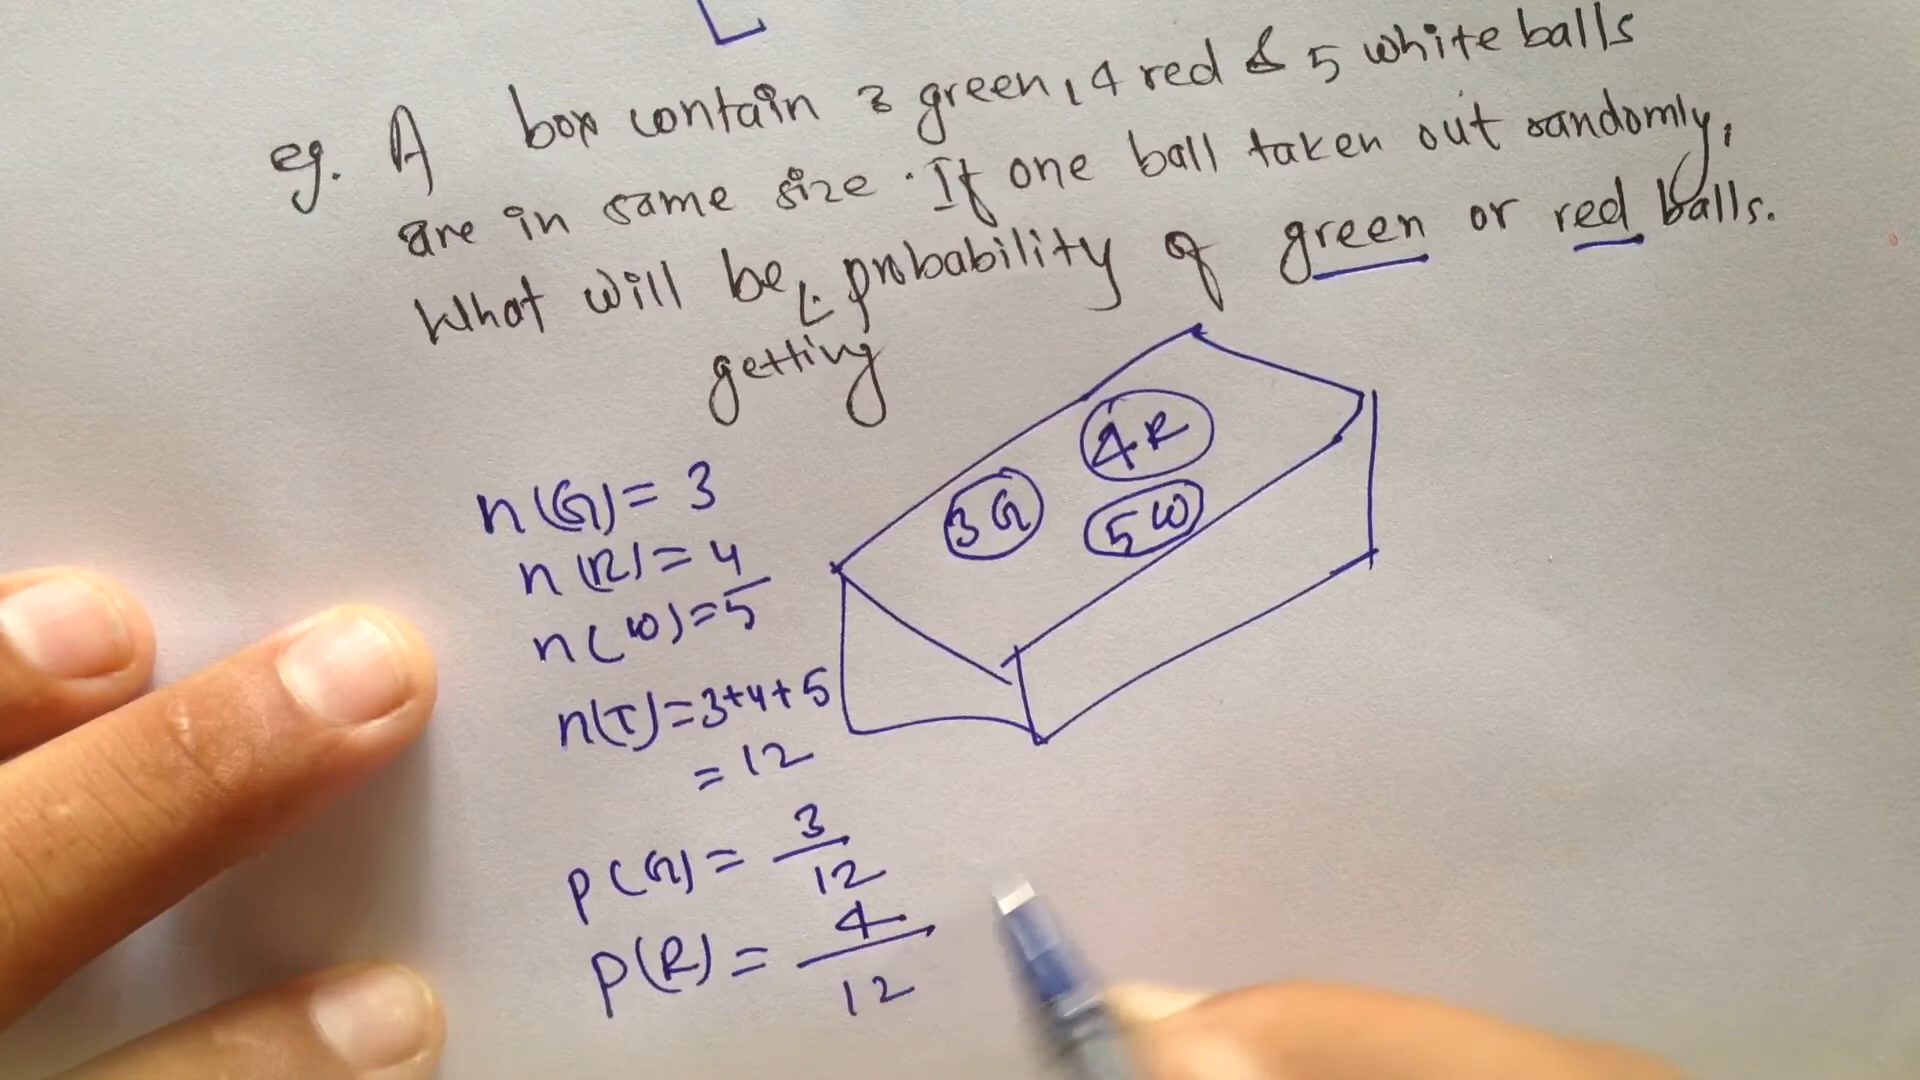 eg. A box contain 3 green, 4 red & 5 white balls
are in same size. If one ball taken out randomly,
What will be probability of green or red balls.
getting
4R
3G
5W
n(G) = 3
n(R) = 4
n(W) = 5
n(T) = 3+4+5
= 12
P(G) = 3/12
P(R) = 4/12